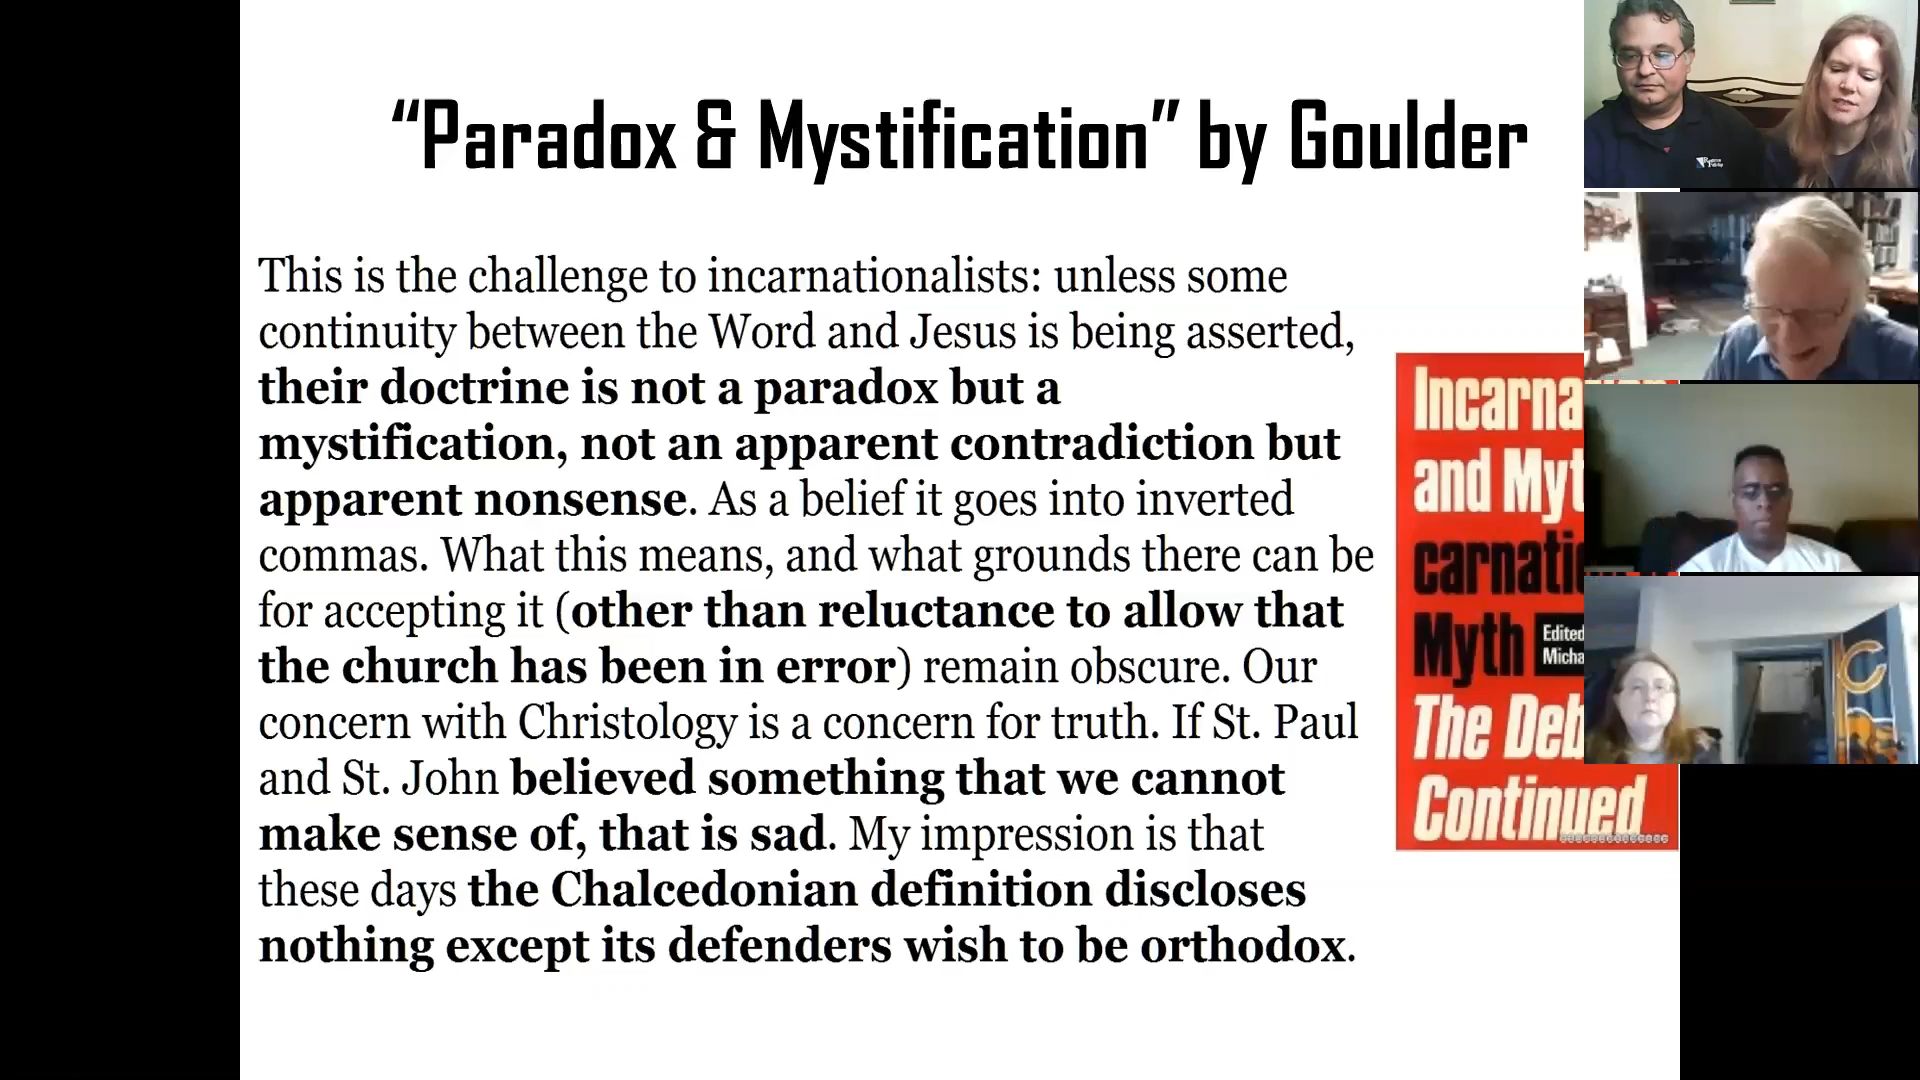 “Paradox & Mystification” by Goulder
This is the challenge to incarnationalists: unless some
continuity between the Word and Jesus is being asserted,
their doctrine is not a paradox but a
mystification, not an apparent contradiction but
apparent nonsense. As a belief it goes into inverted
commas. What this means, and what grounds there can be
for accepting it (other than reluctance to allow that
the church has been in error) remain obscure. Our
concern with Christology is a concern for truth. If St. Paul
and St. John believed something that we cannot
make sense of, that is sad. My impression is that
these days the Chalcedonian definition discloses
nothing except its defenders wish to be orthodox.
Incarna
and Myt
carnatio
Myth
Edited
Micha
The Deb
Continued